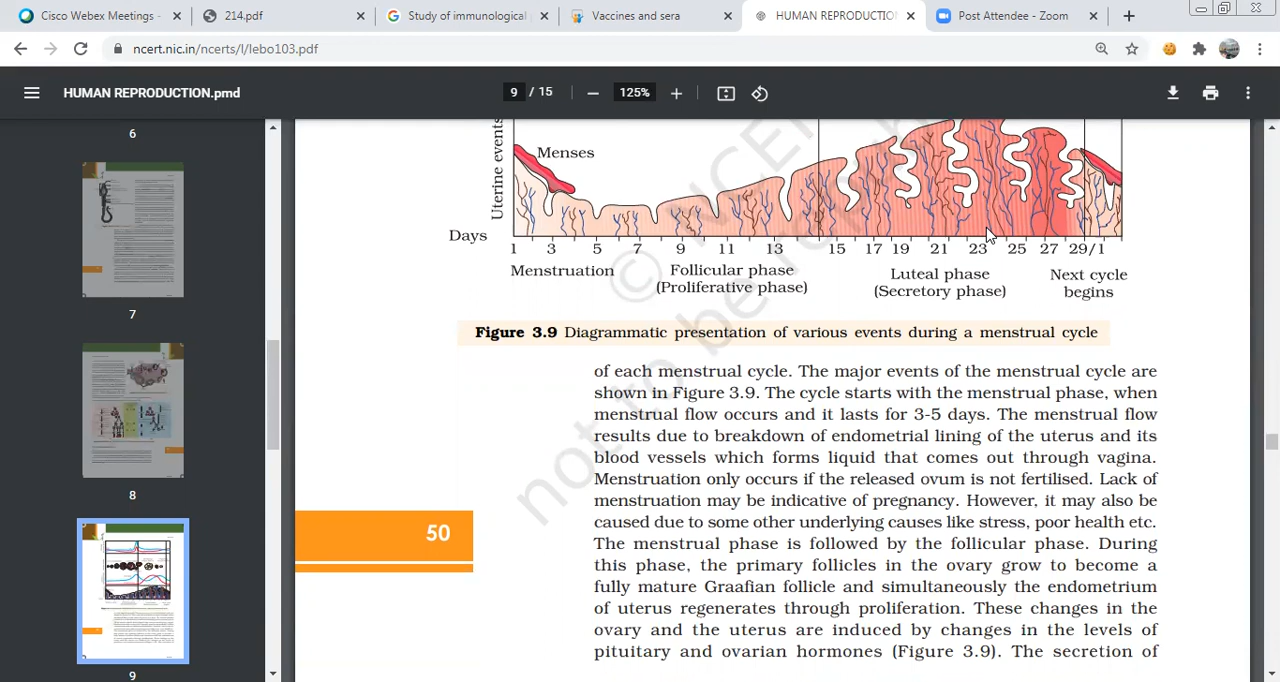 Cisco Webex Meetings -
214.pdf
Study of immunological
Vaccines and sera
HUMAN REPRODUCTIO
Post Attendee - Zoom
ncert.nic.in/ncerts/l/lebo103.pdf
HUMAN REPRODUCTION.pmd
9 / 15
125%
6
7
8
9
Uterine events
Menses
Days
1 3 5 7 9 11 13 15 17 19 21 23 25 27 29/1
Menstruation
Follicular phase
(Proliferative phase)
Luteal phase
(Secretory phase)
Next cycle
begins
© NCERT
not to be
Figure 3.9 Diagrammatic presentation of various events during a menstrual cycle
of each menstrual cycle. The major events of the menstrual cycle are
shown in Figure 3.9. The cycle starts with the menstrual phase, when
menstrual flow occurs and it lasts for 3-5 days. The menstrual flow
results due to breakdown of endometrial lining of the uterus and its
blood vessels which forms liquid that comes out through vagina.
Menstruation only occurs if the released ovum is not fertilised. Lack of
menstruation may be indicative of pregnancy. However, it may also be
caused due to some other underlying causes like stress, poor health etc.
The menstrual phase is followed by the follicular phase. During
this phase, the primary follicles in the ovary grow to become a
fully mature Graafian follicle and simultaneously the endometrium
of uterus regenerates through proliferation. These changes in the
ovary and the uterus are induced by changes in the levels of
pituitary and ovarian hormones (Figure 3.9). The secretion of
50